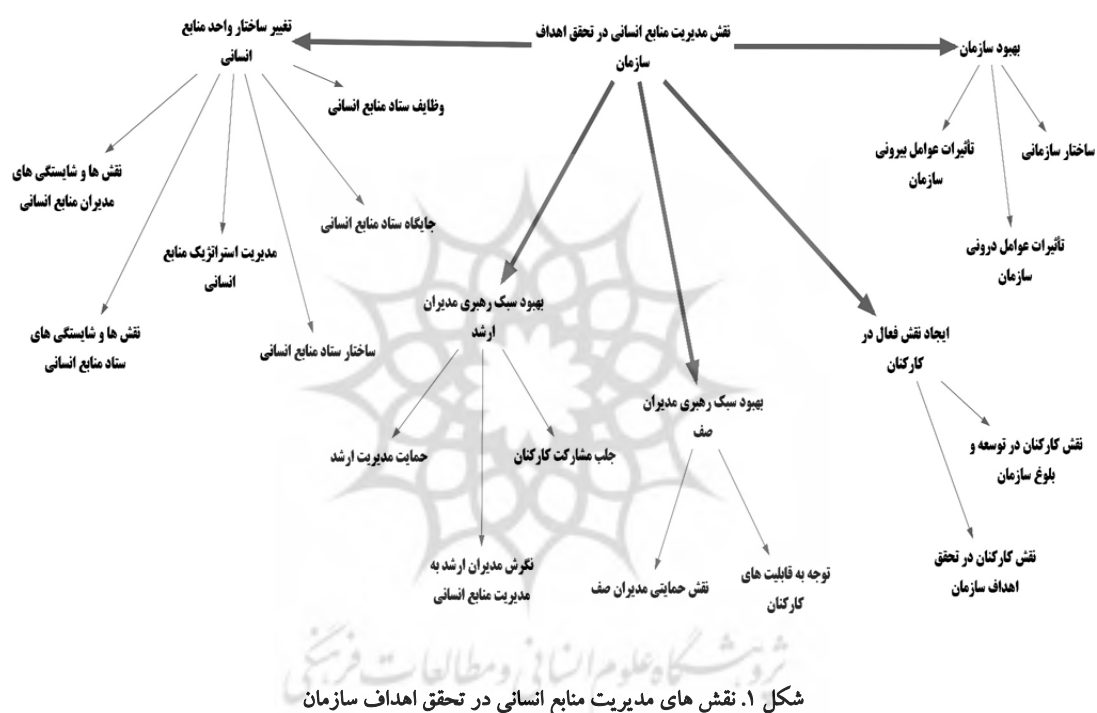 نقش مدیریت منابع انسانی در تحقق اهداف
سازمان
بهبود سازمان
ساختار سازمانی
تأثیرات عوامل بیرونی
سازمان
تأثیرات عوامل درونی
سازمان
ایجاد نقش فعال در
کارکنان
نقش کارکنان در توسعه و
بلوغ سازمان
نقش کارکنان در تحقق
اهداف سازمان
بهبود سبک رهبری مدیران
صف
توجه به قابلیت های
کارکنان
نقش حمایتی مدیران صف
بهبود سبک رهبری مدیران
ارشد
جلب مشارکت کارکنان
نگرش مدیران ارشد به
مدیریت منابع انسانی
حمایت مدیریت ارشد
تغییر ساختار واحد منابع
انسانی
وظایف ستاد منابع انسانی
جایگاه ستاد منابع انسانی
ساختار ستاد منابع انسانی
مدیریت استراتژیک منابع
انسانی
نقش ها و شایستگی های
مدیران منابع انسانی
نقش ها و شایستگی های
ستاد منابع انسانی
پژوهشگاه علوم انسانی و مطالعات فرهنگی
شکل ۱. نقش های مدیریت منابع انسانی در تحقق اهداف سازمان